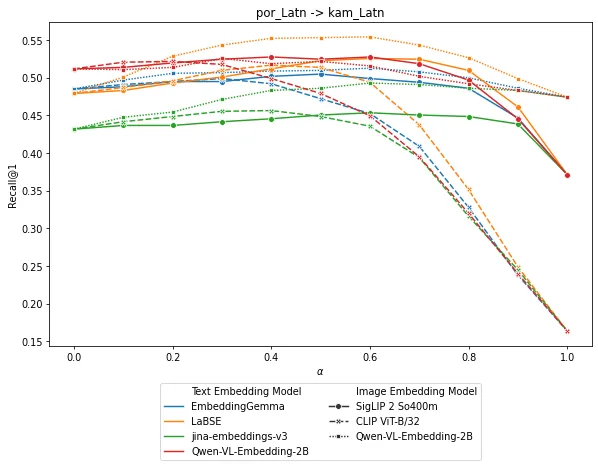 por_Latn -> kam_Latn
Recall@1
0.55
0.50
0.45
0.40
0.35
0.30
0.25
0.20
0.15
0.0 0.2 0.4 0.6 0.8 1.0
α
Text Embedding Model Image Embedding Model
EmbeddingGemma SigLIP 2 So400m
LaBSE CLIP ViT-B/32
jina-embeddings-v3 Qwen-VL-Embedding-2B
Qwen-VL-Embedding-2B